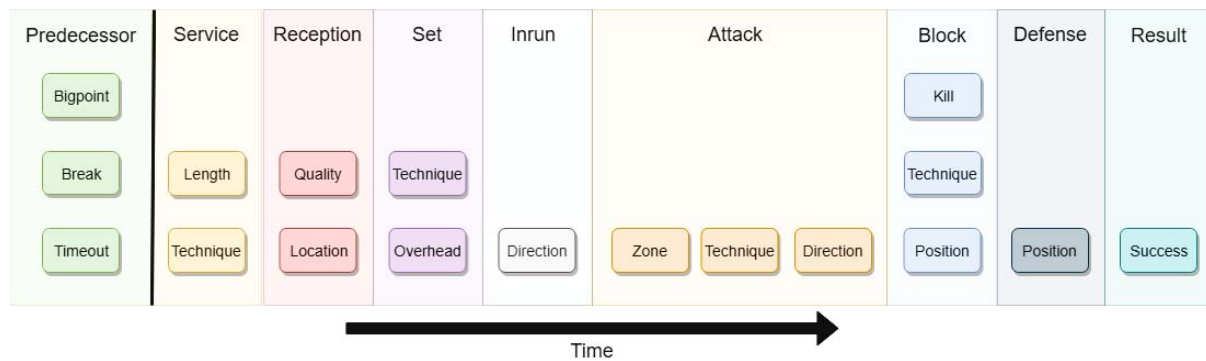 Predecessor Service Reception Set Inrun Attack Block Defense Result
Bigpoint Kill
Break Length Quality Technique Technique
Timeout Technique Location Overhead Direction Zone Technique Direction Position Position Success
Time